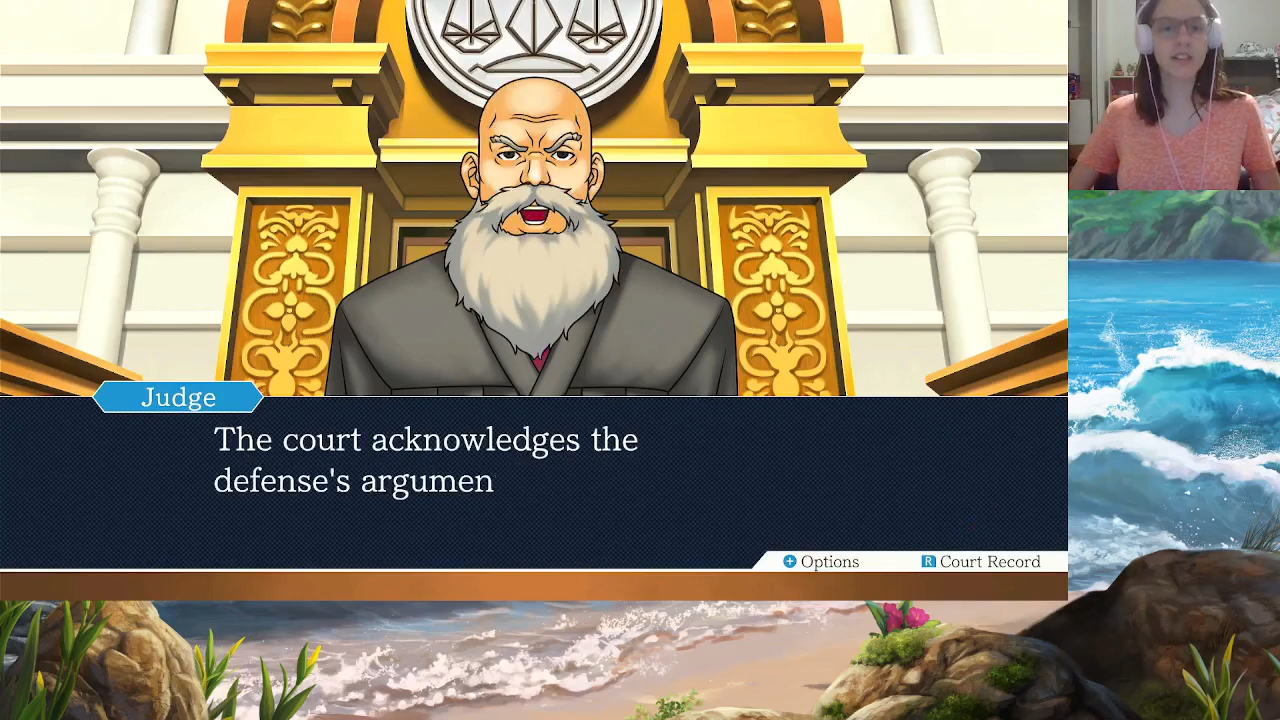 Judge
The court acknowledges the
defense's argumen
+ Options
R Court Record